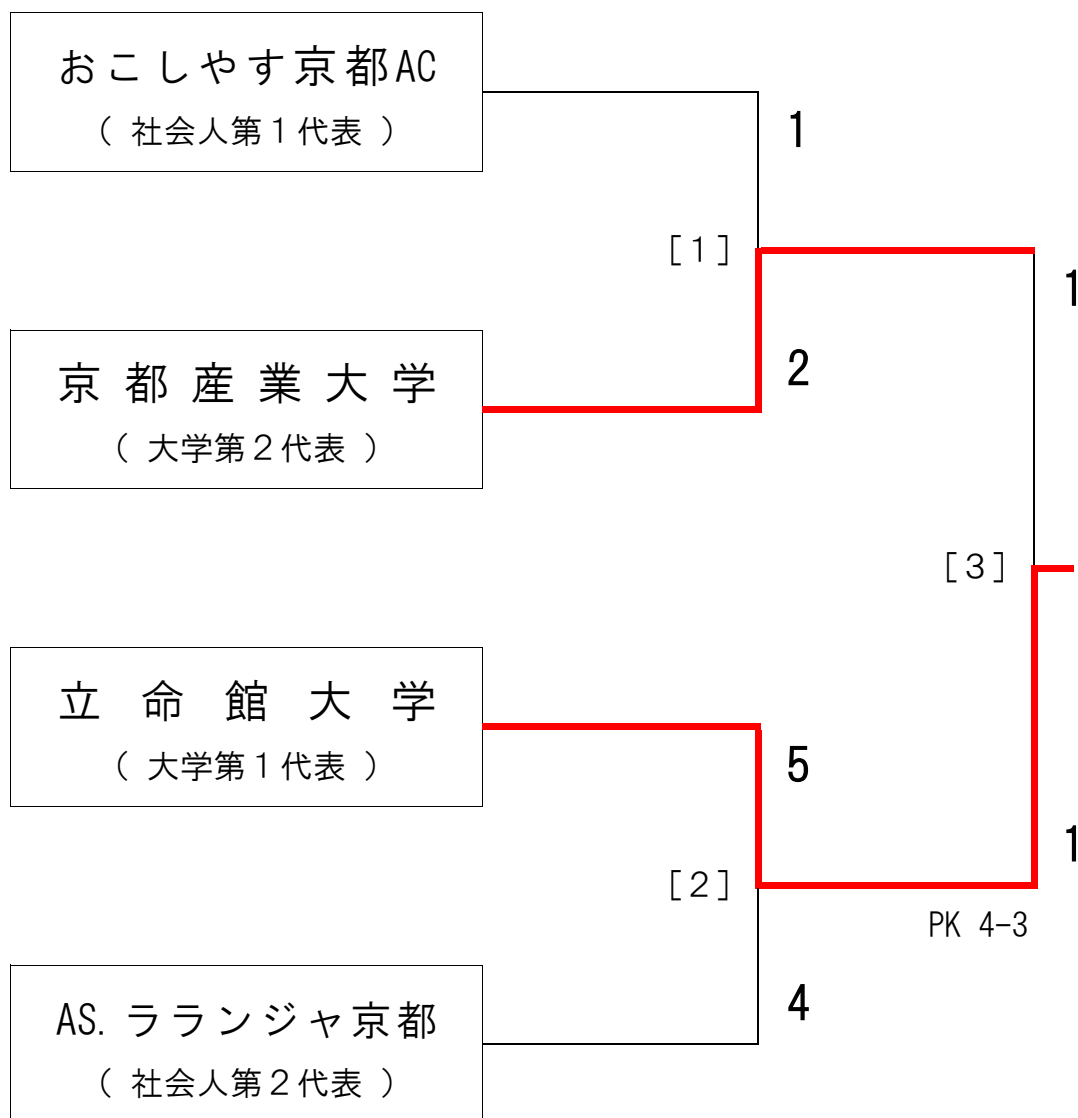 おこしやす京都AC
（ 社会人第１代表 ）
1
［１］
1
京都産業大学
（ 大学第２代表 ）
2
［３］
立命館大学
（ 大学第１代表 ）
5
［２］
1
PK 4-3
AS. ラランジャ京都
（ 社会人第２代表 ）
4